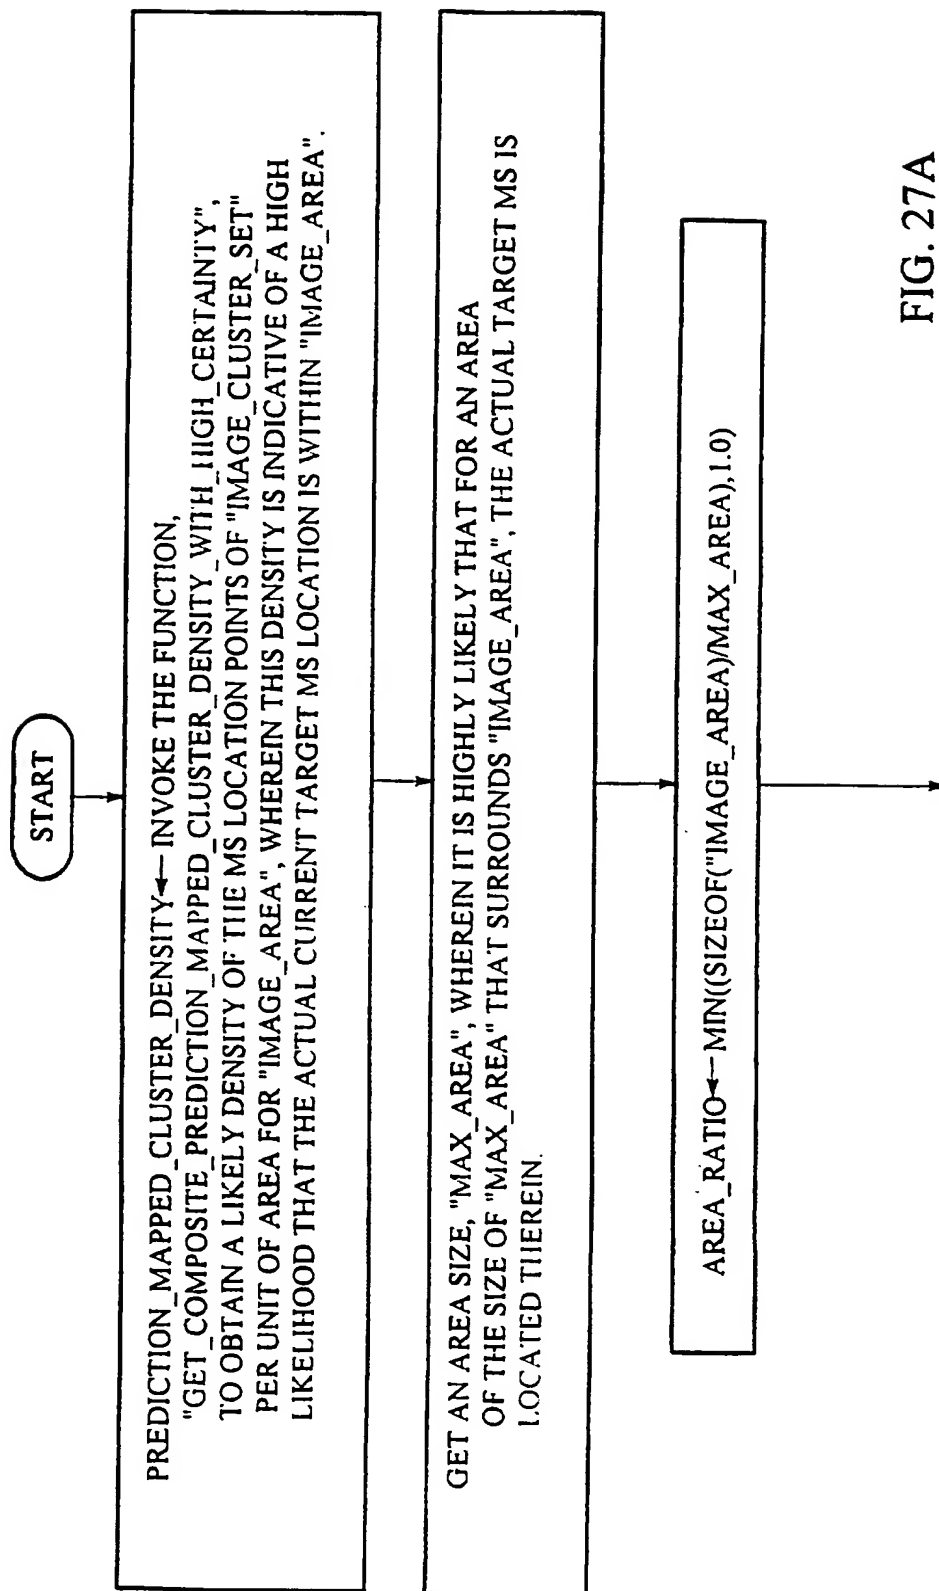 START
PREDICTION_MAPPED_CLUSTER_DENSITY←INVOKE THE FUNCTION,
"GET_COMPOSITE_PREDICTION_MAPPED_CLUSTER_DENSITY_WITH_HIGH_CERTAINTY",
TO OBTAIN A LIKELY DENSITY OF THE MS LOCATION POINTS OF "IMAGE_CLUSTER_SET"
PER UNIT OF AREA FOR "IMAGE_AREA", WHEREIN THIS DENSITY IS INDICATIVE OF A HIGH
LIKELIHOOD THAT THE ACTUAL CURRENT TARGET MS LOCATION IS WITHIN "IMAGE_AREA".
GET AN AREA SIZE, "MAX_AREA", WHEREIN IT IS HIGHLY LIKELY THAT FOR AN AREA
OF THE SIZE OF "MAX_AREA" THAT SURROUNDS "IMAGE_AREA", THE ACTUAL TARGET MS IS
LOCATED THEREIN.
AREA_RATIO←MIN((SIZEOF("IMAGE_AREA)/MAX_AREA),1.0)
FIG. 27A